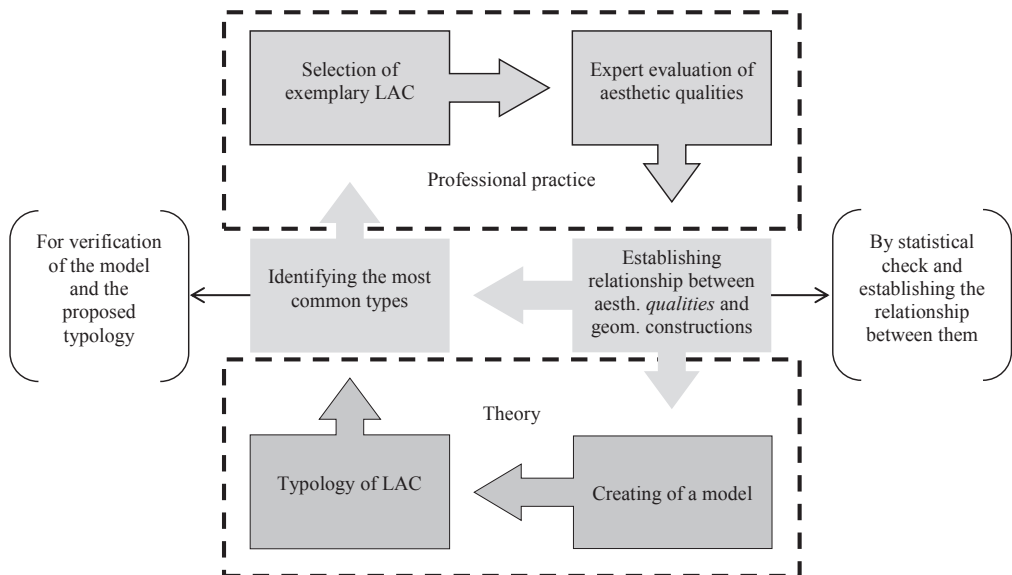 Selection of
exemplary LAC
Expert evaluation of
aesthetic qualities
Professional practice
For verification
of the model
and the
proposed
typology
Identifying the most
common types
Establishing
relationship between
aesth. qualities and
geom. constructions
By statistical
check and
establishing the
relationship
between them
Theory
Typology of LAC
Creating of a model